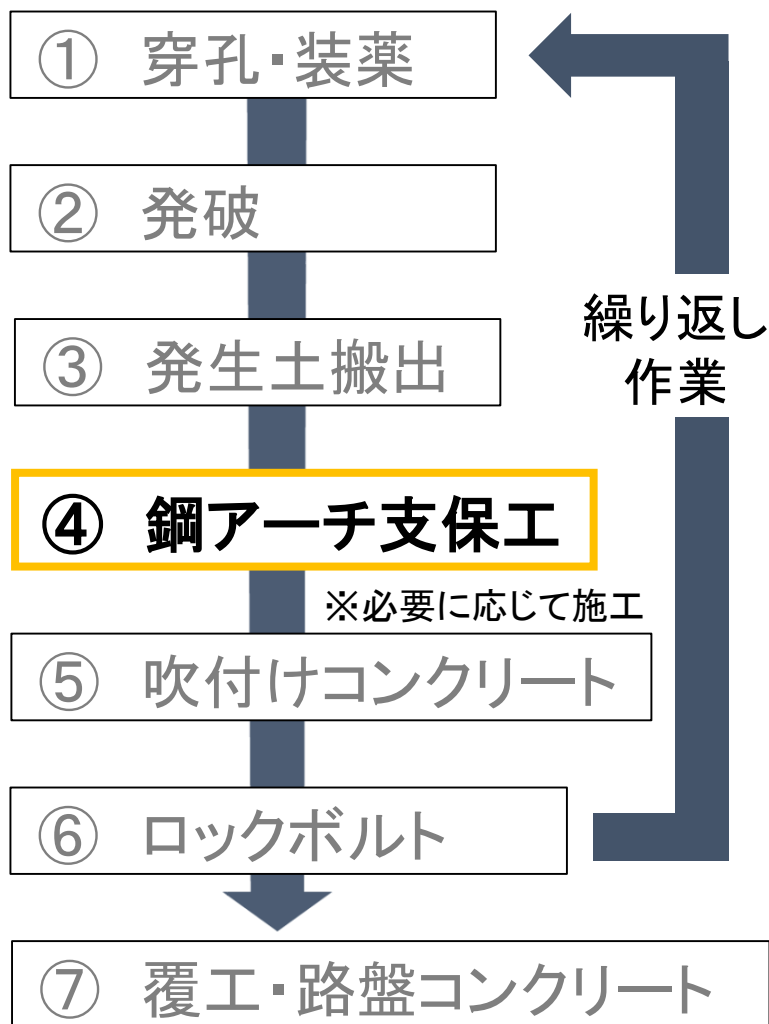 ① 穿孔・装薬
② 発破
③ 発生土搬出
繰り返し
作業
④ 鋼アーチ支保工
※必要に応じて施工
⑤ 吹付けコンクリート
⑥ ロックボルト
⑦ 覆工・路盤コンクリート